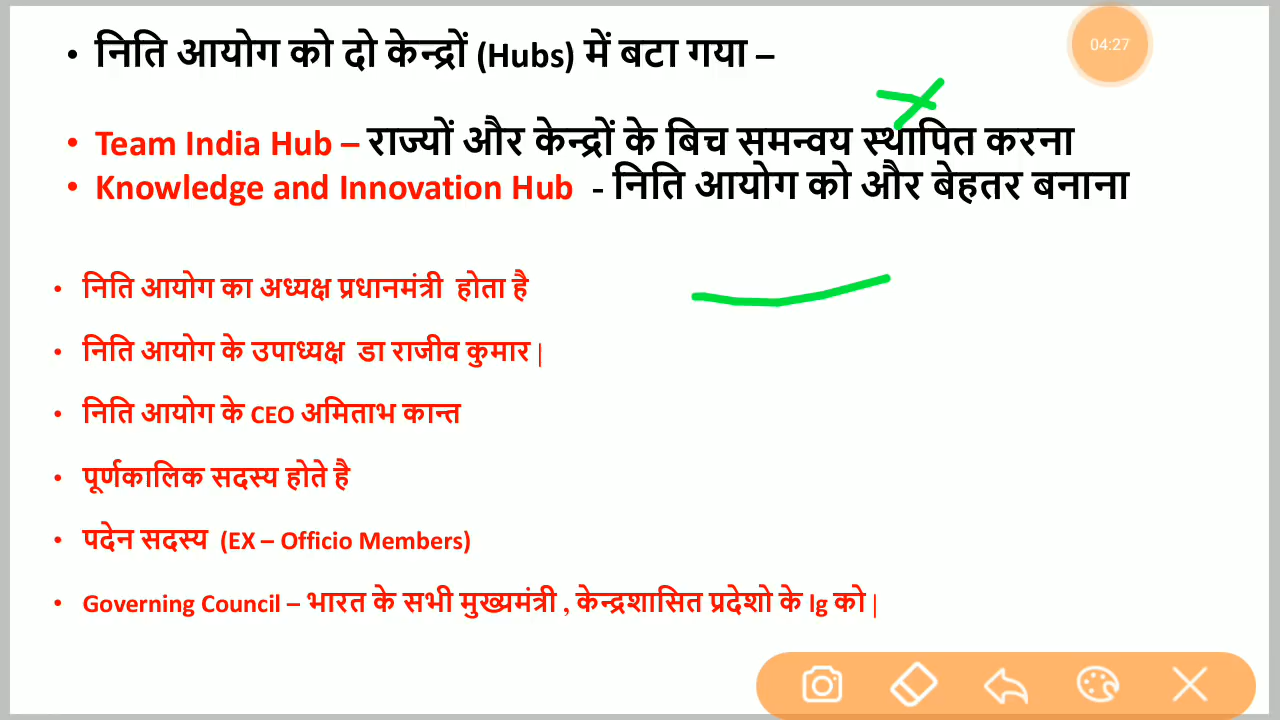 • निति आयोग को दो केन्द्रों (Hubs) में बटा गया –
04:27
• Team India Hub – राज्यों और केन्द्रों के बिच समन्वय स्थापित करना
• Knowledge and Innovation Hub - निति आयोग को और बेहतर बनाना
• निति आयोग का अध्यक्ष प्रधानमंत्री होता है
• निति आयोग के उपाध्यक्ष डा राजीव कुमार |
• निति आयोग के CEO अमिताभ कान्त
• पूर्णकालिक सदस्य होते है
• पदेन सदस्य (EX – Officio Members)
• Governing Council – भारत के सभी मुख्यमंत्री , केन्द्रशासित प्रदेशो के lg को |